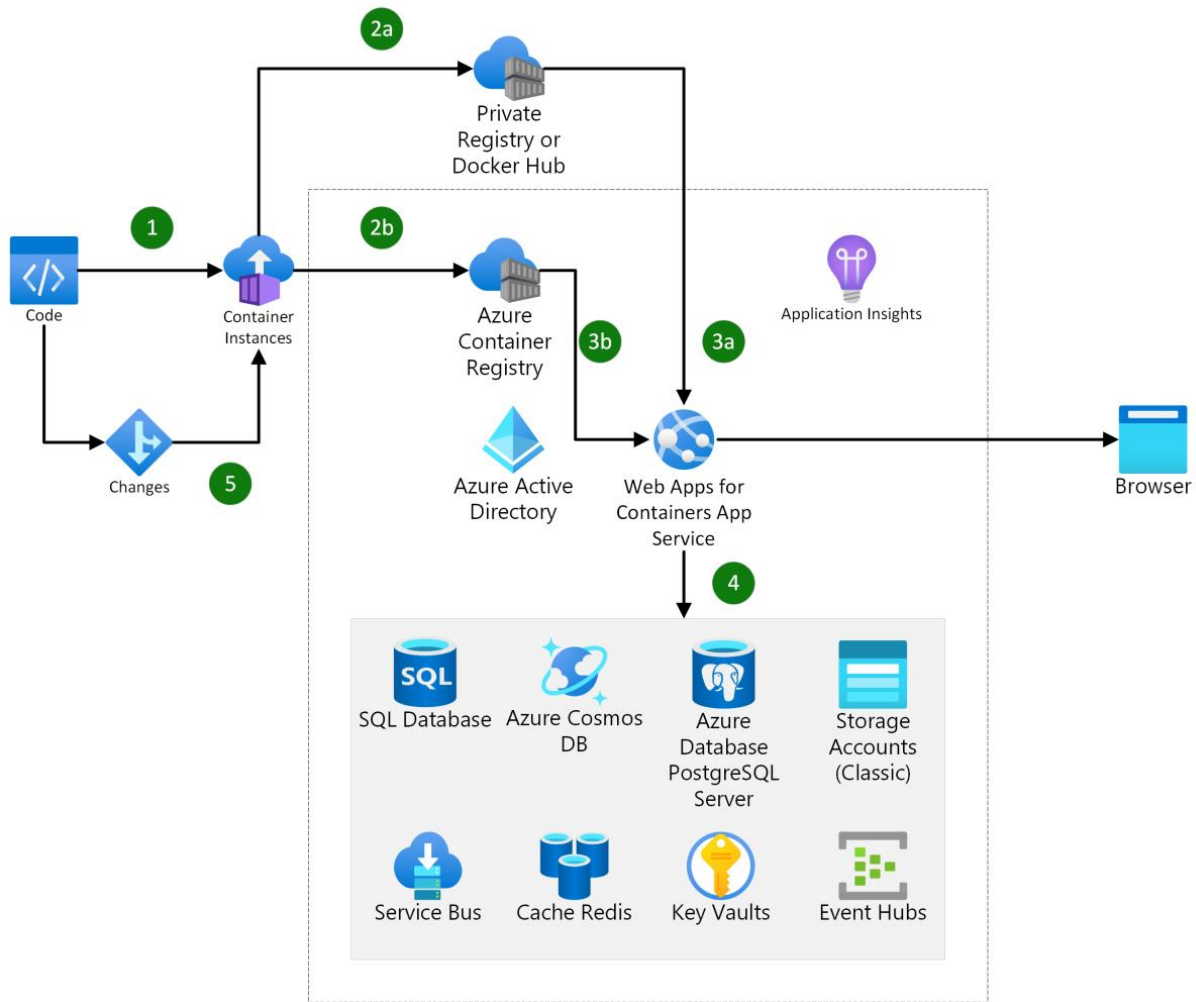 2a
Private
Registry or
Docker Hub
1
2b
Code
Container
Instances
Azure
Container
Registry
3b
3a
Application Insights
Changes
5
Azure Active
Directory
Web Apps for
Containers App
Service
Browser
4
SQL
SQL Database
Azure Cosmos
DB
Azure
Database
PostgreSQL
Server
Storage
Accounts
(Classic)
Service Bus
Cache Redis
Key Vaults
Event Hubs